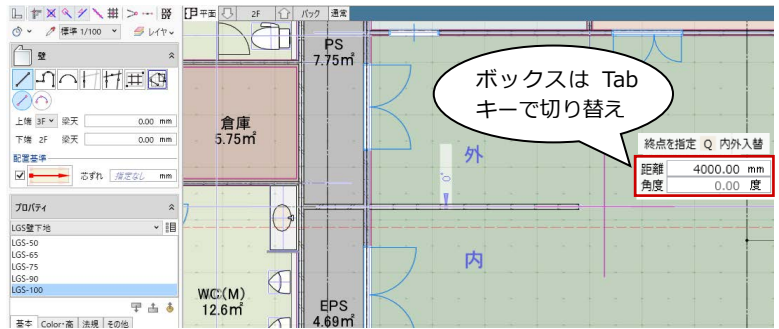 平面
2F
パック
通常
標準 1/100
レイヤ
壁
上端 3F 梁天 0.00 mm
下端 2F 梁天 0.00 mm
配置基準
芯ずれ 指定なし mm
プロパティ
LGS壁下地
LGS-50
LGS-65
LGS-75
LGS-90
LGS-100
基本 Color・高 法規 その他
PS
7.75㎡
倉庫
5.75㎡
WC(M)
12.6㎡
EPS
4.69㎡
外
内
ボックスは Tab
キーで切り替え
終点を指定 Q 内外入替
距離 4000.00 mm
角度 0.00 度